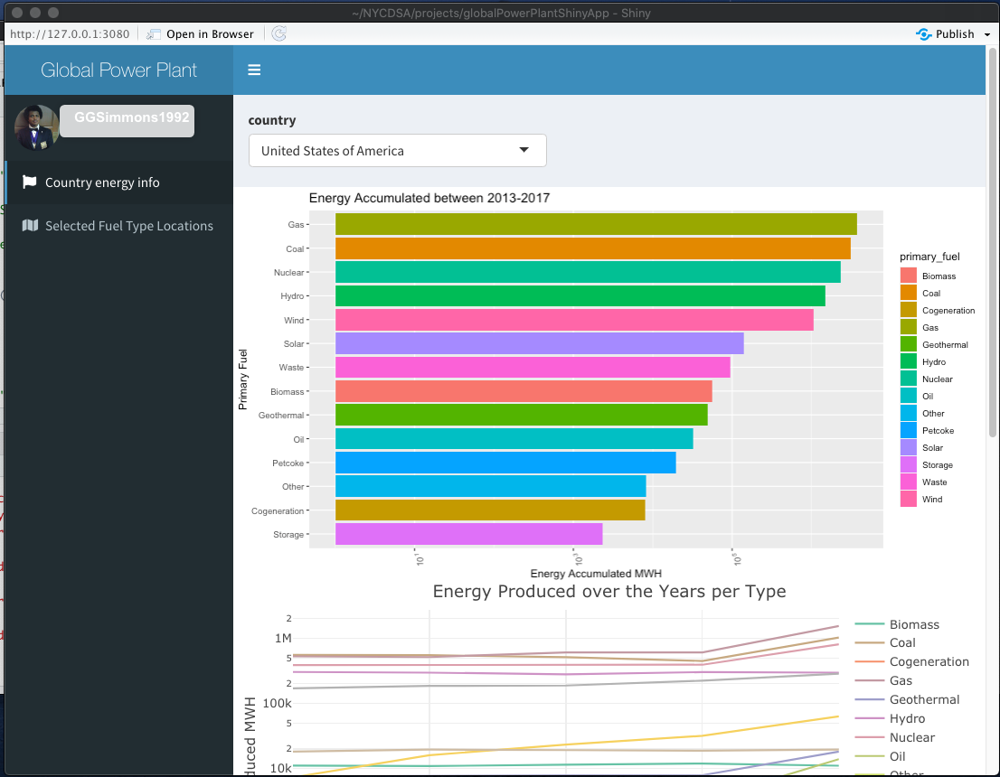 ~/NYCDSA/projects/globalPowerPlantShinyApp - Shiny
http://127.0.0.1:3080 Open in Browser Publish
Global Power Plant
GGSimmons1992
Country energy info
Selected Fuel Type Locations
country
United States of America
Energy Accumulated between 2013-2017
Primary Fuel
Gas
Coal
Nuclear
Hydro
Wind
Solar
Waste
Biomass
Geothermal
Oil
Petcoke
Other
Cogeneration
Storage
10^1 10^3 10^5
Energy Accumulated MWH
primary_fuel
Biomass
Coal
Cogeneration
Gas
Geothermal
Hydro
Nuclear
Oil
Other
Petcoke
Solar
Storage
Waste
Wind
Energy Produced over the Years per Type
duced MWH
2
1M
5
2
100k
5
2
10k
Biomass
Coal
Cogeneration
Gas
Geothermal
Hydro
Nuclear
Oil
Other